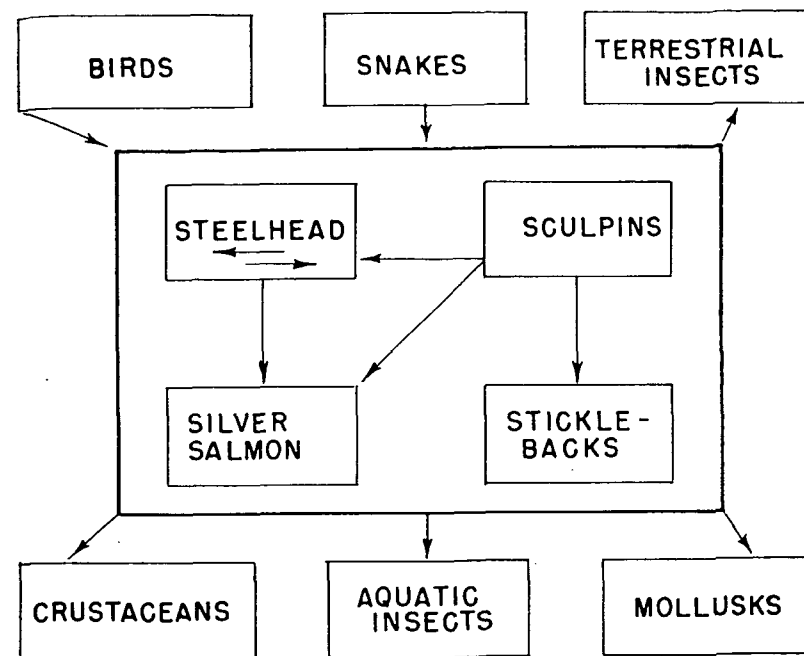 BIRDS
SNAKES
TERRESTRIAL
INSECTS
STEELHEAD
SCULPINS
SILVER
SALMON
STICKLE-
BACKS
CRUSTACEANS
AQUATIC
INSECTS
MOLLUSKS